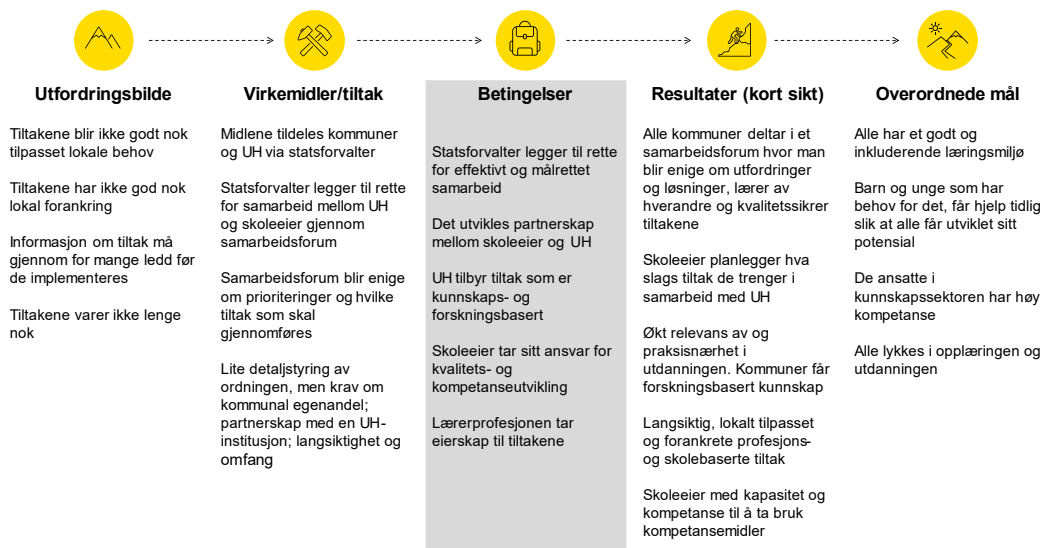 Utfordringsbilde
Tiltakene blir ikke godt nok
tilpasset lokale behov
Tiltakene har ikke god nok
lokal forankring
Informasjon om tiltak må
gjennom for mange ledd før
de implementeres
Tiltakene varer ikke lenge
nok
Virkemidler/tiltak
Midlene tildeles kommuner
og UH via statsforvalter
Statsforvalter legger til rette
for samarbeid mellom UH
og skoleeier gjennom
samarbeidsforum
Samarbeidsforum blir enige
om prioriteringer og hvilke
tiltak som skal
gjennomføres
Lite detaljstyring av
ordningen, men krav om
kommunal egenandel;
partnerskap med en UH-
institusjon; langsiktighet og
omfang
Betingelser
Statsforvalter legger til rette
for effektivt og målrettet
samarbeid
Det utvikles partnerskap
mellom skoleeier og UH
UH tilbyr tiltak som er
kunnskaps- og
forskningsbasert
Skoleeier tar sitt ansvar for
kvalitets- og
kompetanseutvikling
Lærerprofesjonen tar
eierskap til tiltakene
Resultater (kort sikt)
Alle kommuner deltar i et
samarbeidsforum hvor man
blir enige om utfordringer
og løsninger, lærer av
hverandre og kvalitetssikrer
tiltakene
Skoleeier planlegger hva
slags tiltak de trenger i
samarbeid med UH
Økt relevans av og
praksisnærhet i
utdanningen. Kommuner får
forskningsbasert kunnskap
Langsiktig, lokalt tilpasset
og forankrete profesjons-
og skolebaserte tiltak
Skoleeier med kapasitet og
kompetanse til å ta bruk
kompetansemidler
Overordnede mål
Alle har et godt og
inkluderende læringsmiljø
Barn og unge som har
behov for det, får hjelp tidlig
slik at alle får utviklet sitt
potensial
De ansatte i
kunnskapssektoren har høy
kompetanse
Alle lykkes i opplæringen og
utdanningen